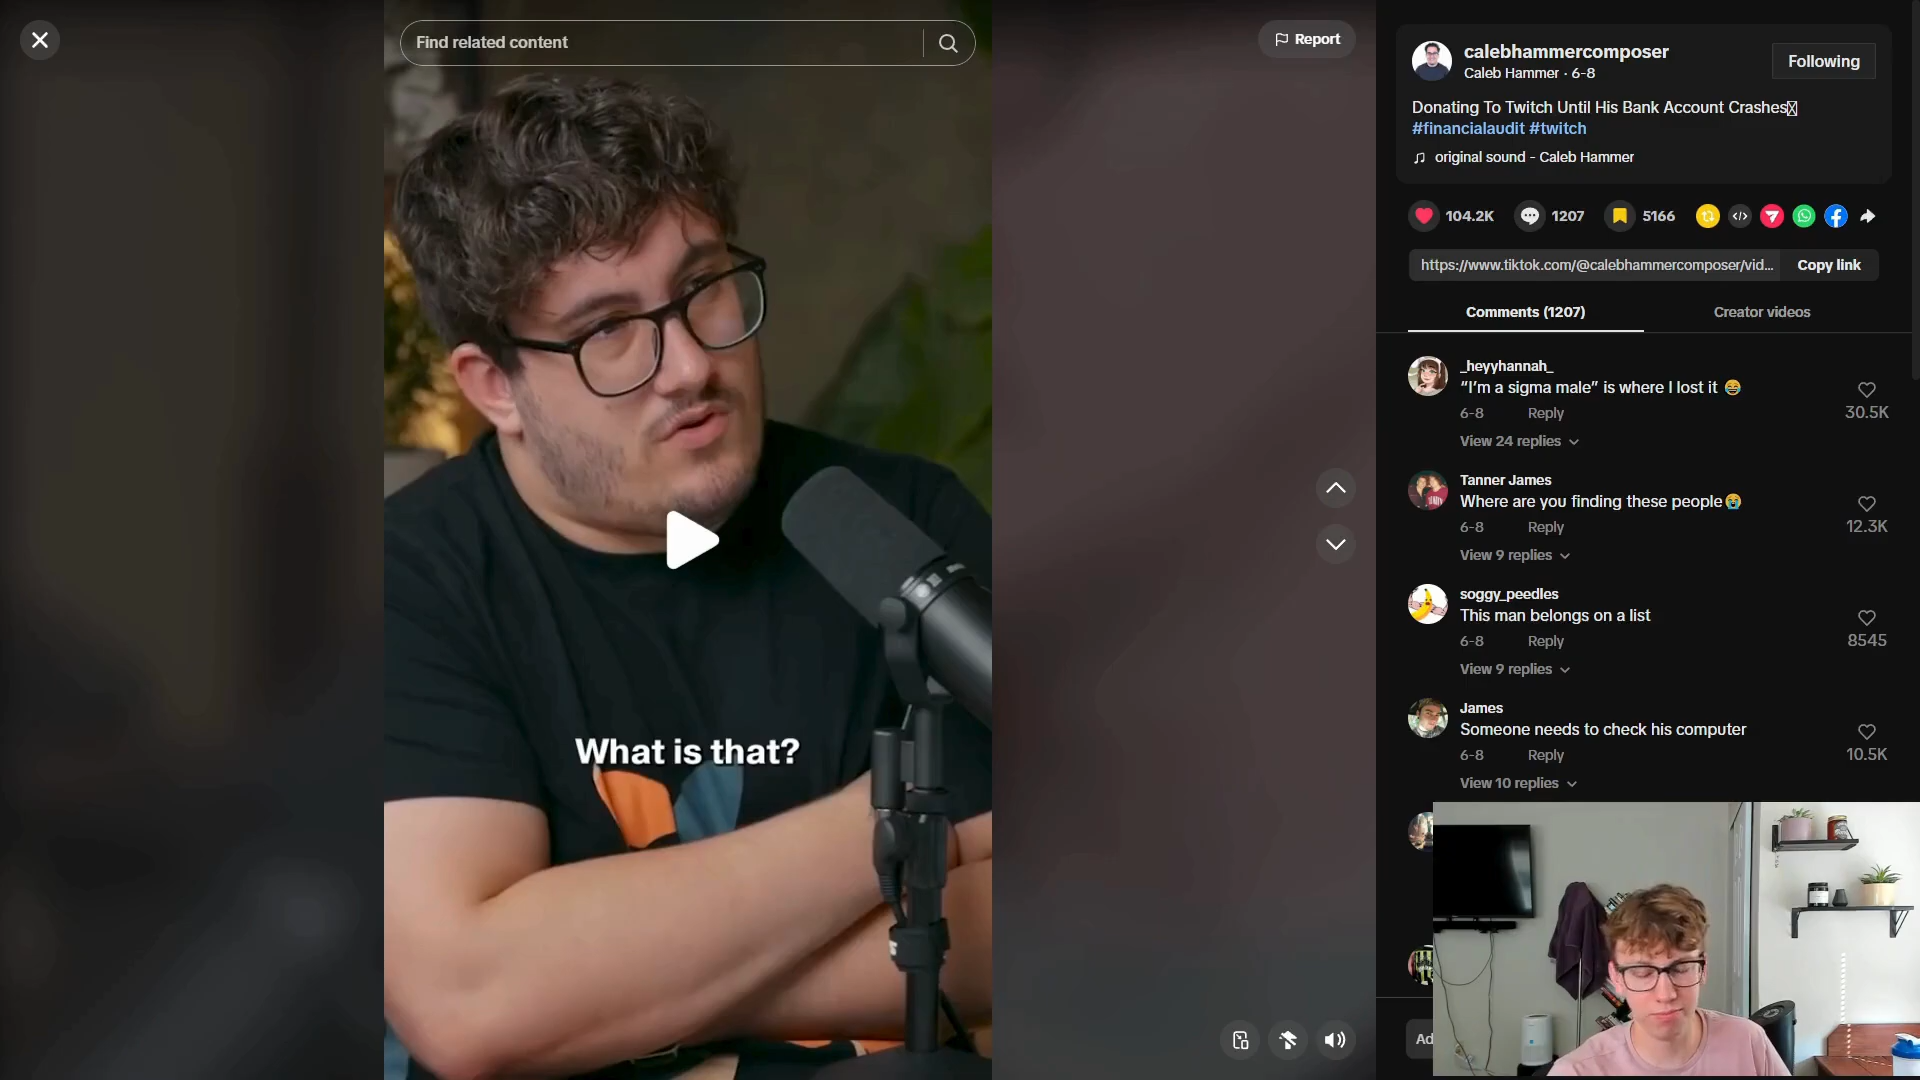 Find related content
Report
What is that?
calebhammercomposer
Caleb Hammer · 6-8
Following
Donating To Twitch Until His Bank Account Crashes
#financialaudit #twitch
original sound - Caleb Hammer
104.2K
1207
5166
https://www.tiktok.com/@calebhammercomposer/vid...
Copy link
Comments (1207)
Creator videos
_heyyhannah_
“I’m a sigma male” is where I lost it 😂
6-8
Reply
30.5K
View 24 replies
Tanner James
Where are you finding these people😭
6-8
Reply
12.3K
View 9 replies
soggy_peedles
This man belongs on a list
6-8
Reply
8545
View 9 replies
James
Someone needs to check his computer
6-8
Reply
10.5K
View 10 replies
Ad